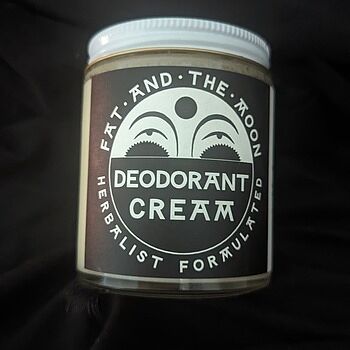 FAT·AND·THE·MOON
DEODORANT
CREAM
HERBALIST FORMULATED